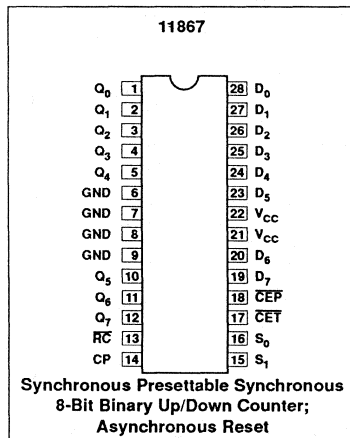 11867
Q0 1 28 D0
Q1 2 27 D1
Q2 3 26 D2
Q3 4 25 D3
Q4 5 24 D4
GND 6 23 D5
GND 7 22 VCC
GND 8 21 VCC
GND 9 20 D6
Q5 10 19 D7
Q6 11 18 C̅E̅P̅
Q7 12 17 C̅E̅T̅
R̅C̅ 13 16 S0
CP 14 15 S1
Synchronous Presettable Synchronous
8-Bit Binary Up/Down Counter;
Asynchronous Reset